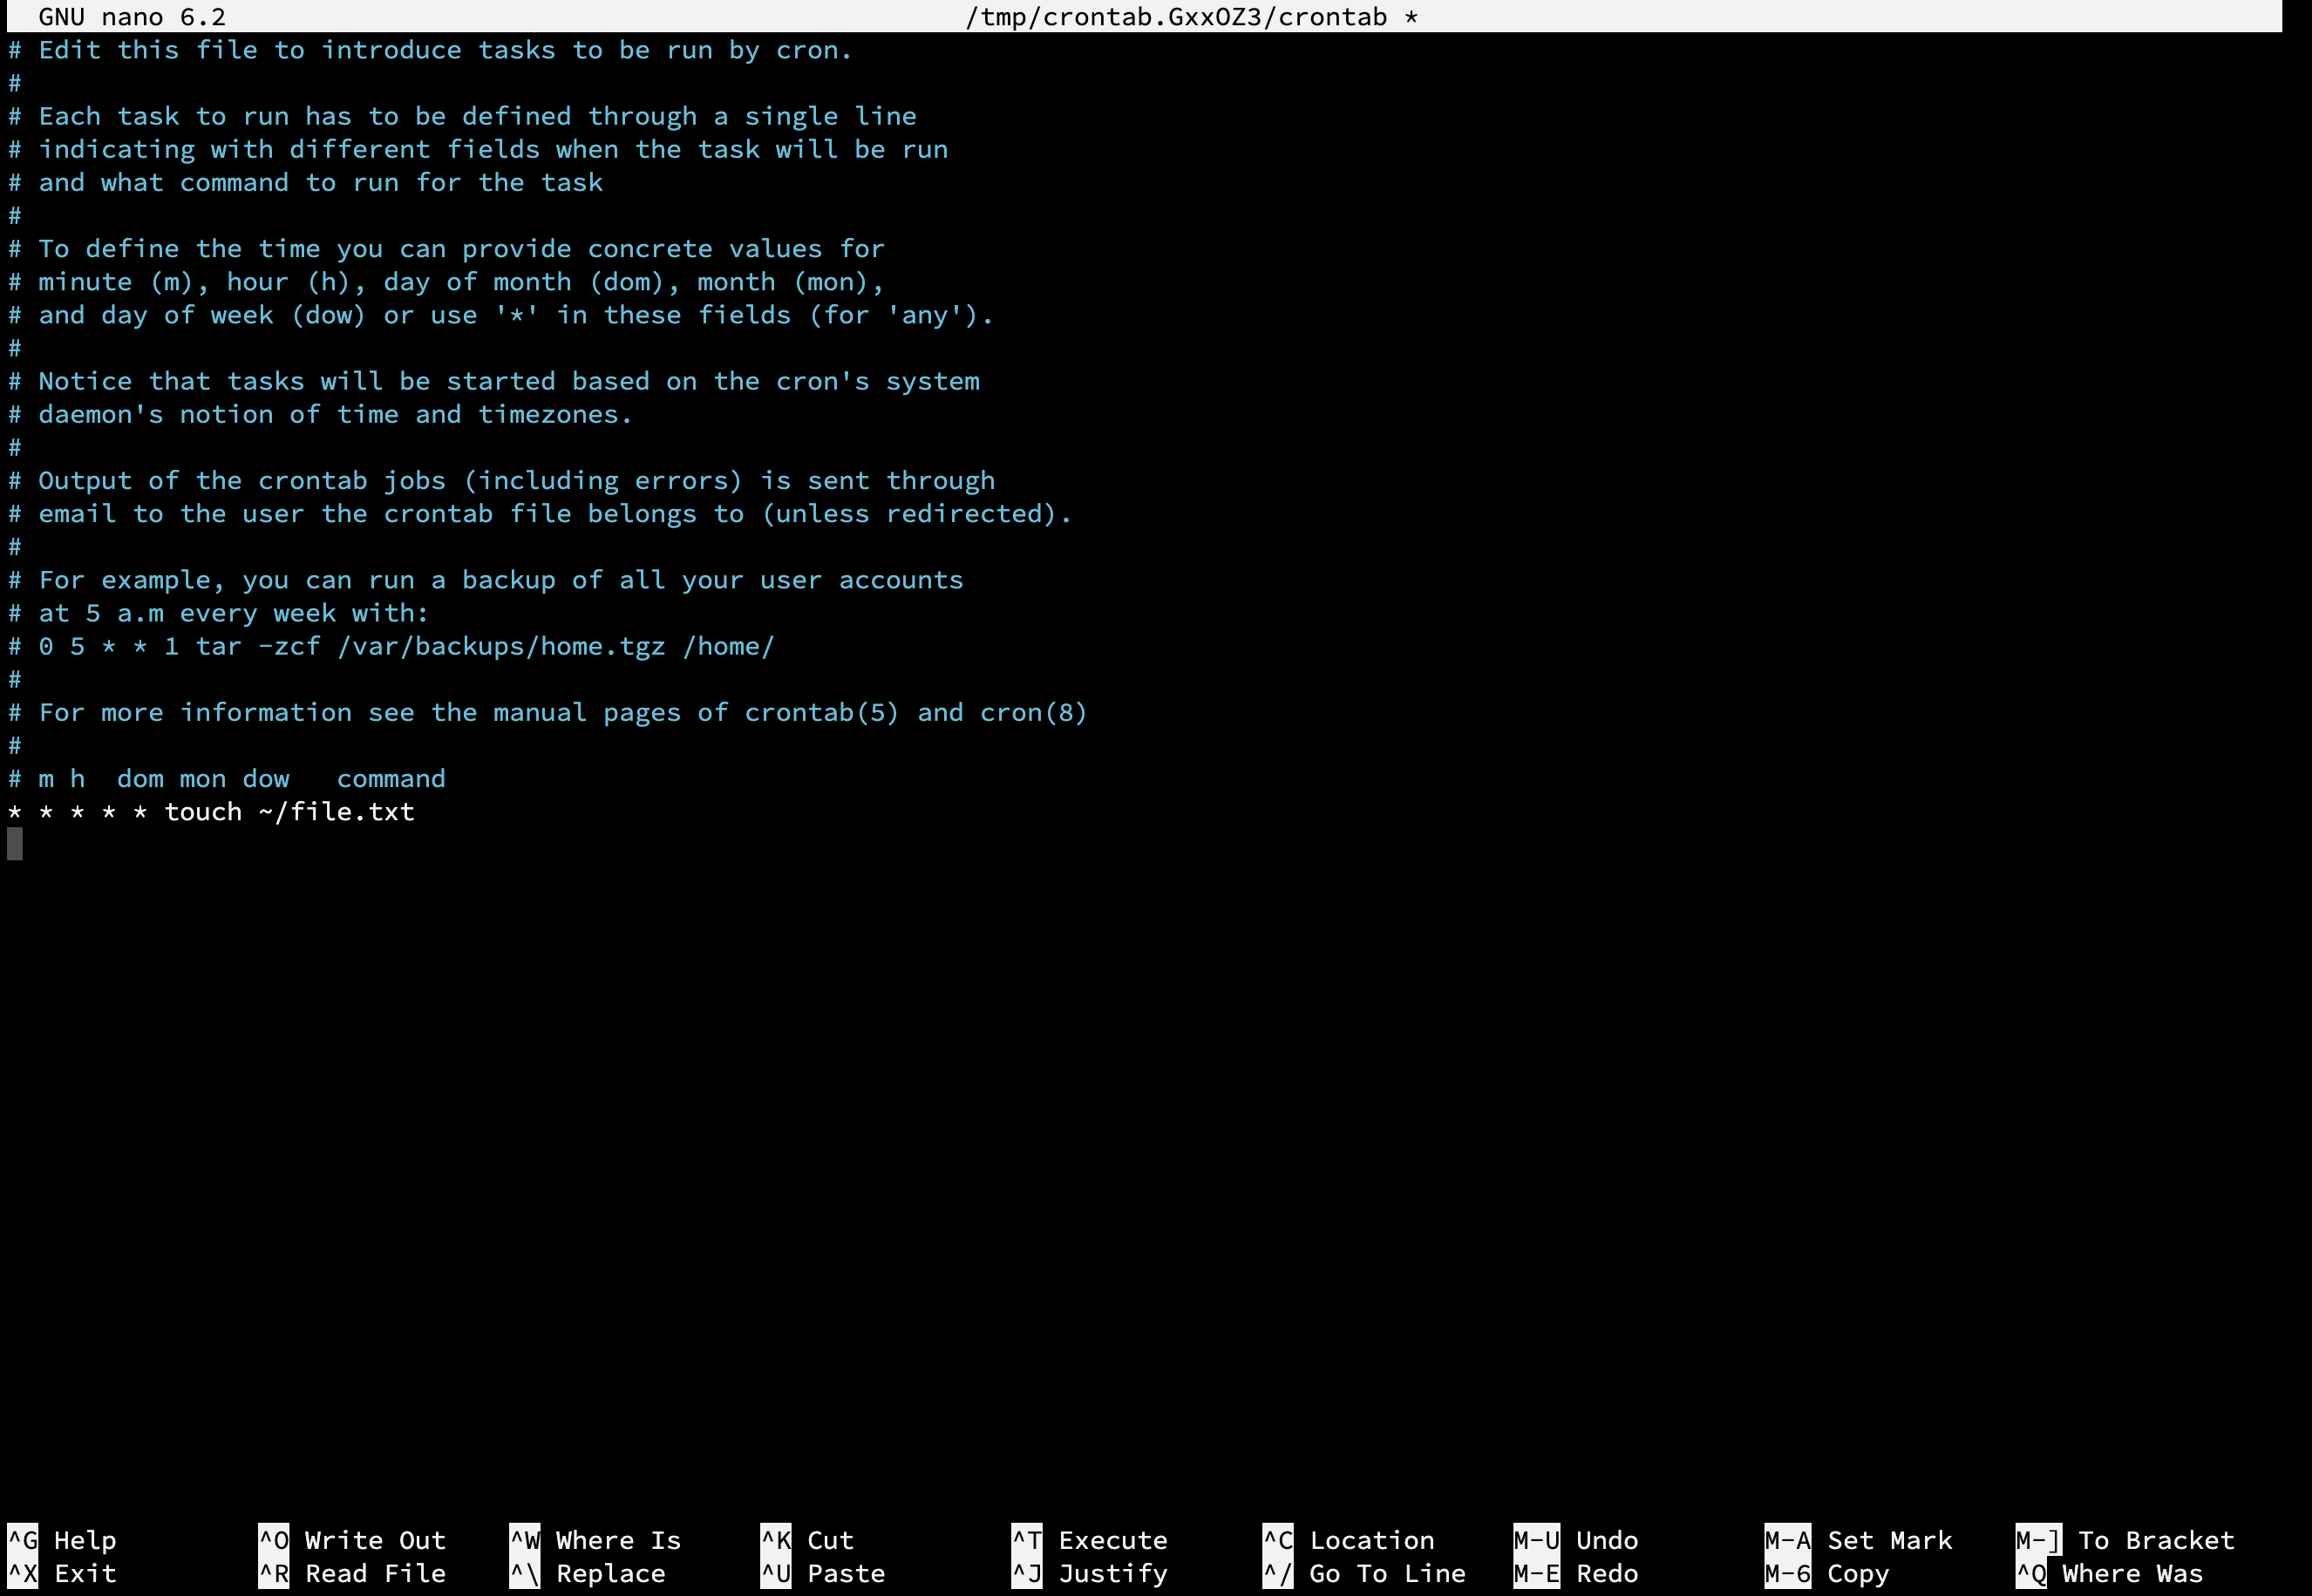 GNU nano 6.2 /tmp/crontab.GxxOZ3/crontab *
# Edit this file to introduce tasks to be run by cron.
#
# Each task to run has to be defined through a single line
# indicating with different fields when the task will be run
# and what command to run for the task
#
# To define the time you can provide concrete values for
# minute (m), hour (h), day of month (dom), month (mon),
# and day of week (dow) or use '*' in these fields (for 'any').
#
# Notice that tasks will be started based on the cron's system
# daemon's notion of time and timezones.
#
# Output of the crontab jobs (including errors) is sent through
# email to the user the crontab file belongs to (unless redirected).
#
# For example, you can run a backup of all your user accounts
# at 5 a.m every week with:
# 0 5 * * 1 tar -zcf /var/backups/home.tgz /home/
#
# For more information see the manual pages of crontab(5) and cron(8)
#
# m h  dom mon dow   command
* * * * * touch ~/file.txt
^G Help ^O Write Out ^W Where Is ^K Cut ^T Execute ^C Location M-U Undo M-A Set Mark M-] To Bracket
^X Exit ^R Read File ^\ Replace ^U Paste ^J Justify ^/ Go To Line M-E Redo M-6 Copy ^Q Where Was